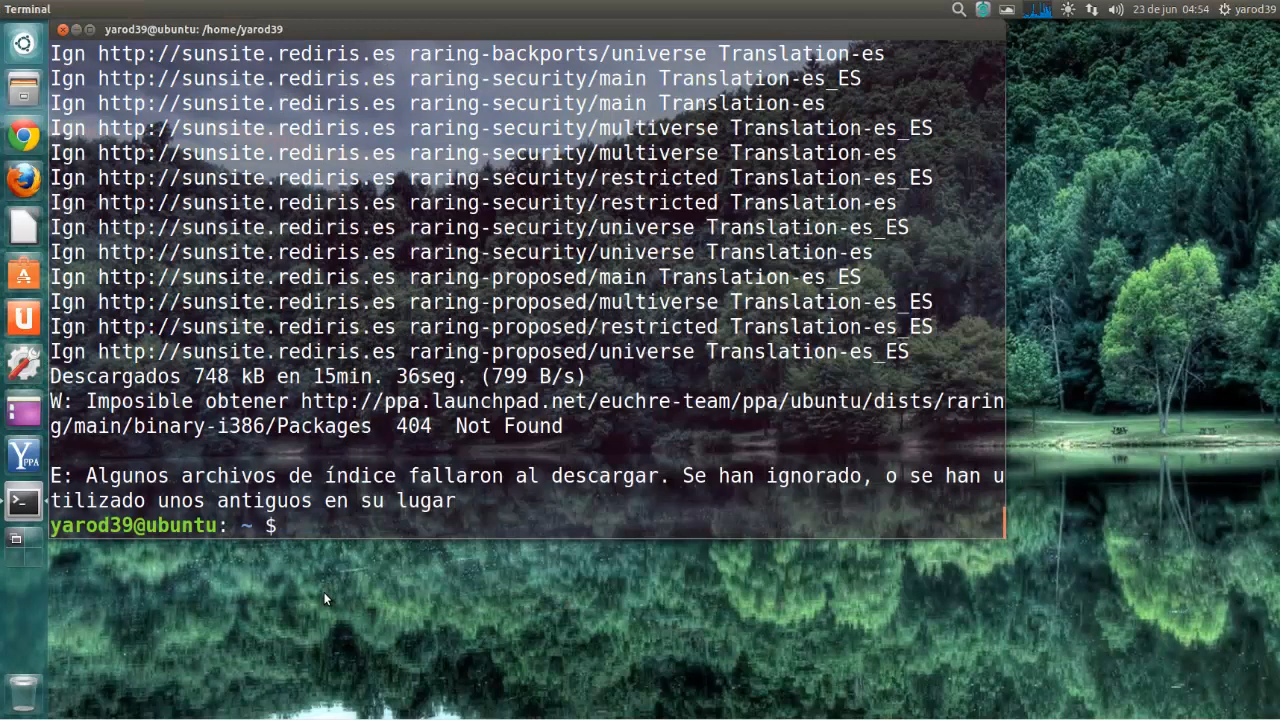 Terminal
23 de jun 04:54
yarod39
yarod39@ubuntu: /home/yarod39
Ign http://sunsite.rediris.es raring-backports/universe Translation-es
Ign http://sunsite.rediris.es raring-security/main Translation-es_ES
Ign http://sunsite.rediris.es raring-security/main Translation-es
Ign http://sunsite.rediris.es raring-security/multiverse Translation-es_ES
Ign http://sunsite.rediris.es raring-security/multiverse Translation-es
Ign http://sunsite.rediris.es raring-security/restricted Translation-es_ES
Ign http://sunsite.rediris.es raring-security/restricted Translation-es
Ign http://sunsite.rediris.es raring-security/universe Translation-es_ES
Ign http://sunsite.rediris.es raring-security/universe Translation-es
Ign http://sunsite.rediris.es raring-proposed/main Translation-es_ES
Ign http://sunsite.rediris.es raring-proposed/multiverse Translation-es_ES
Ign http://sunsite.rediris.es raring-proposed/restricted Translation-es_ES
Ign http://sunsite.rediris.es raring-proposed/universe Translation-es_ES
Descargados 748 kB en 15min. 36seg. (799 B/s)
W: Imposible obtener http://ppa.launchpad.net/euchre-team/ppa/ubuntu/dists/rarin
g/main/binary-i386/Packages  404  Not Found
E: Algunos archivos de índice fallaron al descargar. Se han ignorado, o se han u
tilizado unos antiguos en su lugar
yarod39@ubuntu: ~ $
Y PPA